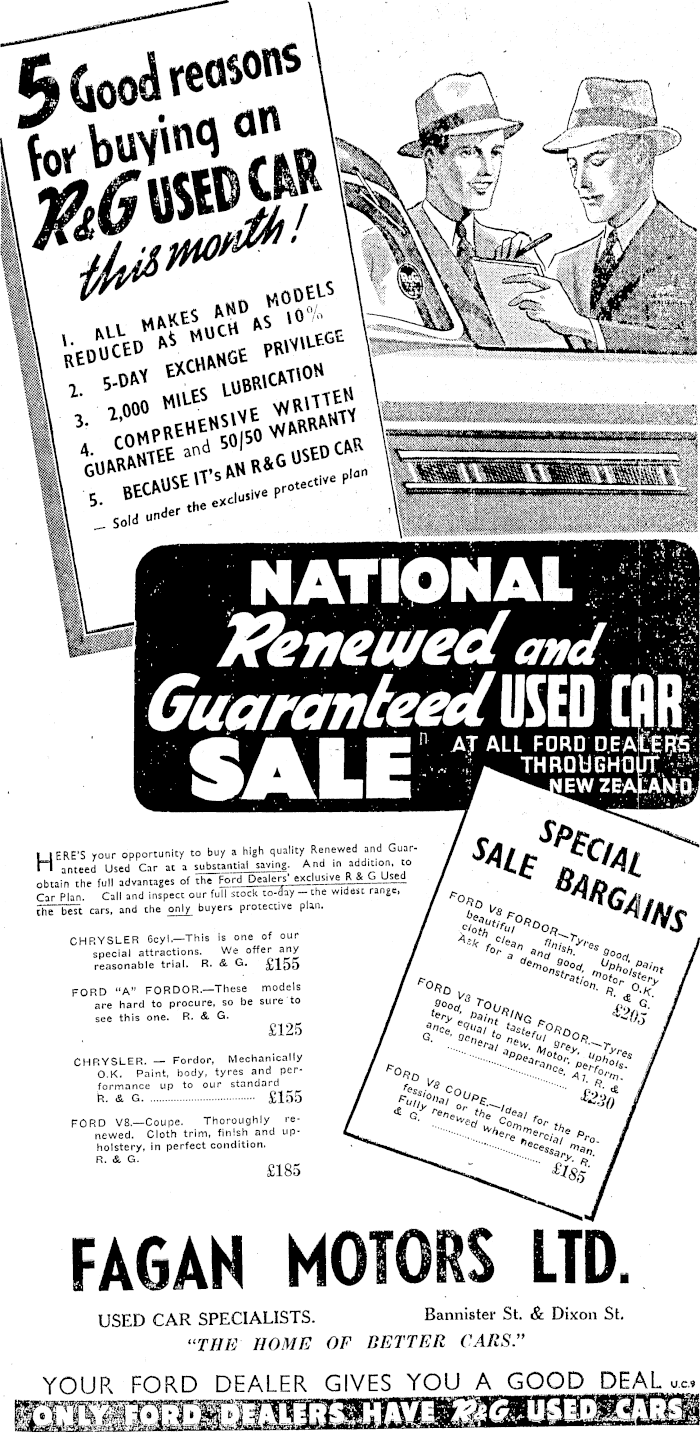 5 Good reasons
for buying an
R&G USED CAR
this month!
1. ALL MAKES AND MODELS
REDUCED AS MUCH AS 10%
2. 5-DAY EXCHANGE PRIVILEGE
3. 2,000 MILES LUBRICATION
4. COMPREHENSIVE WRITTEN
GUARANTEE and 50/50 WARRANTY
5. BECAUSE IT's AN R&G USED CAR
— Sold under the exclusive protective plan
NATIONAL
Renewed and
Guaranteed USED CAR
SALE
AT ALL FORD DEALERS
THROUGHOUT
NEW ZEALAND
HERE'S your opportunity to buy a high quality Renewed and Guar-
anteed Used Car at a substantial saving. And in addition, to
obtain the full advantages of the Ford Dealers' exclusive R & G Used
Car Plan. Call and inspect our full stock to-day — the widest range,
the best cars, and the only buyers protective plan.
CHRYSLER 6cyl.—This is one of our
special attractions. We offer any
reasonable trial. R. & G. £155
FORD "A" FORDOR.—These models
are hard to procure, so be sure to
see this one. R. & G.
£125
CHRYSLER. — Fordor, Mechanically
O.K. Paint, body, tyres and per-
formance up to our standard
R. & G. .................................. £155
FORD V8.—Coupe. Thoroughly re-
newed. Cloth trim, finish and up-
holstery, in perfect condition.
R. & G.
£185
SPECIAL
SALE BARGAINS
FORD V8 FORDOR—Tyres good, paint
beautiful finish. Upholstery
cloth clean and good, motor O.K.
Ask for a demonstration. R. & G.
£205
FORD V8 TOURING FORDOR.—Tyres
good, paint tasteful grey, uphols-
tery equal to new. Motor, perform-
ance, general appearance, A1. R. &
G. .................................. £230
FORD V8 COUPE.—Ideal for the Pro-
fessional or the Commercial man.
Fully renewed where necessary. R.
& G. .............................. £185
FAGAN MOTORS LTD.
USED CAR SPECIALISTS. Bannister St. & Dixon St.
"THE HOME OF BETTER CARS."
YOUR FORD DEALER GIVES YOU A GOOD DEAL U.C.9
ONLY FORD DEALERS HAVE R&G USED CARS